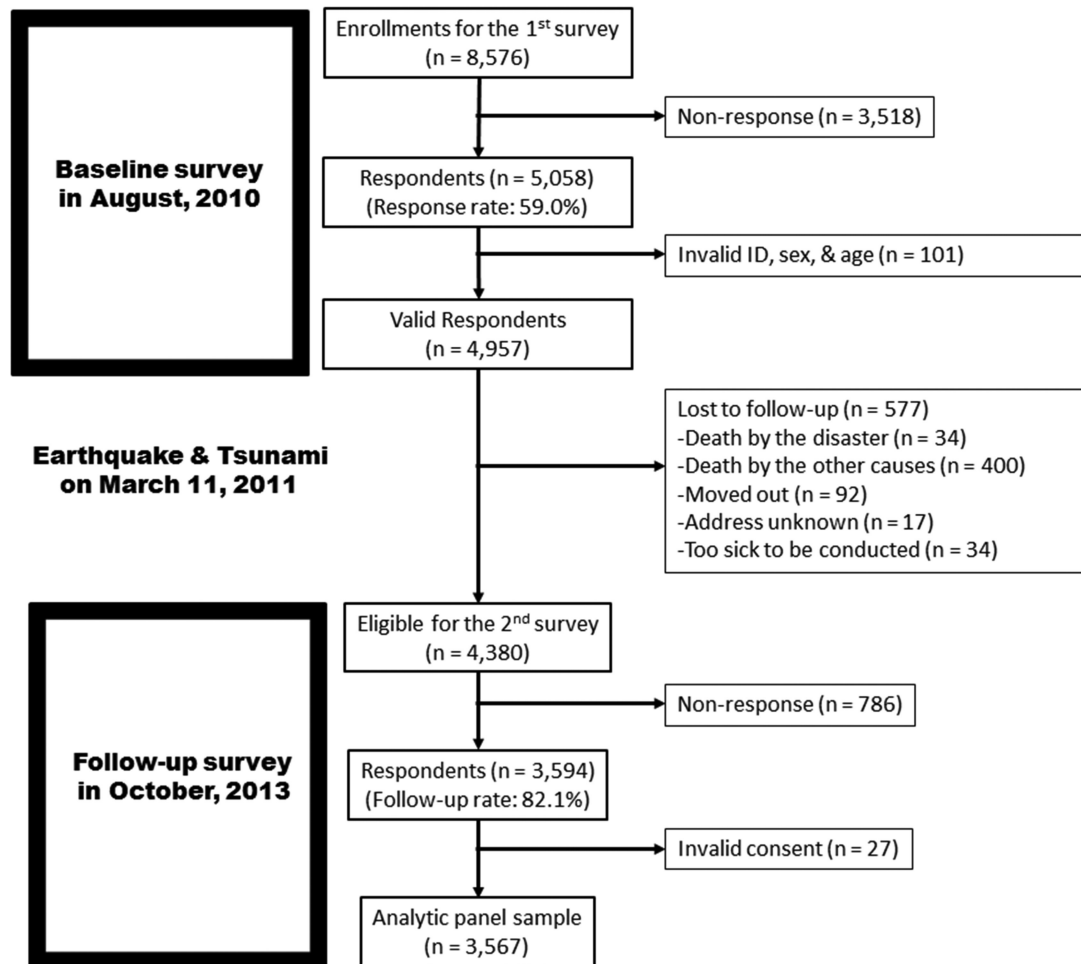 Enrollments for the 1st survey
(n = 8,576)
Non-response (n = 3,518)
Baseline survey
in August, 2010
Respondents (n = 5,058)
(Response rate: 59.0%)
Invalid ID, sex, & age (n = 101)
Valid Respondents
(n = 4,957)
Earthquake & Tsunami
on March 11, 2011
Lost to follow-up (n = 577)
-Death by the disaster (n = 34)
-Death by the other causes (n = 400)
-Moved out (n = 92)
-Address unknown (n = 17)
-Too sick to be conducted (n = 34)
Eligible for the 2nd survey
(n = 4,380)
Non-response (n = 786)
Follow-up survey
in October, 2013
Respondents (n = 3,594)
(Follow-up rate: 82.1%)
Invalid consent (n = 27)
Analytic panel sample
(n = 3,567)